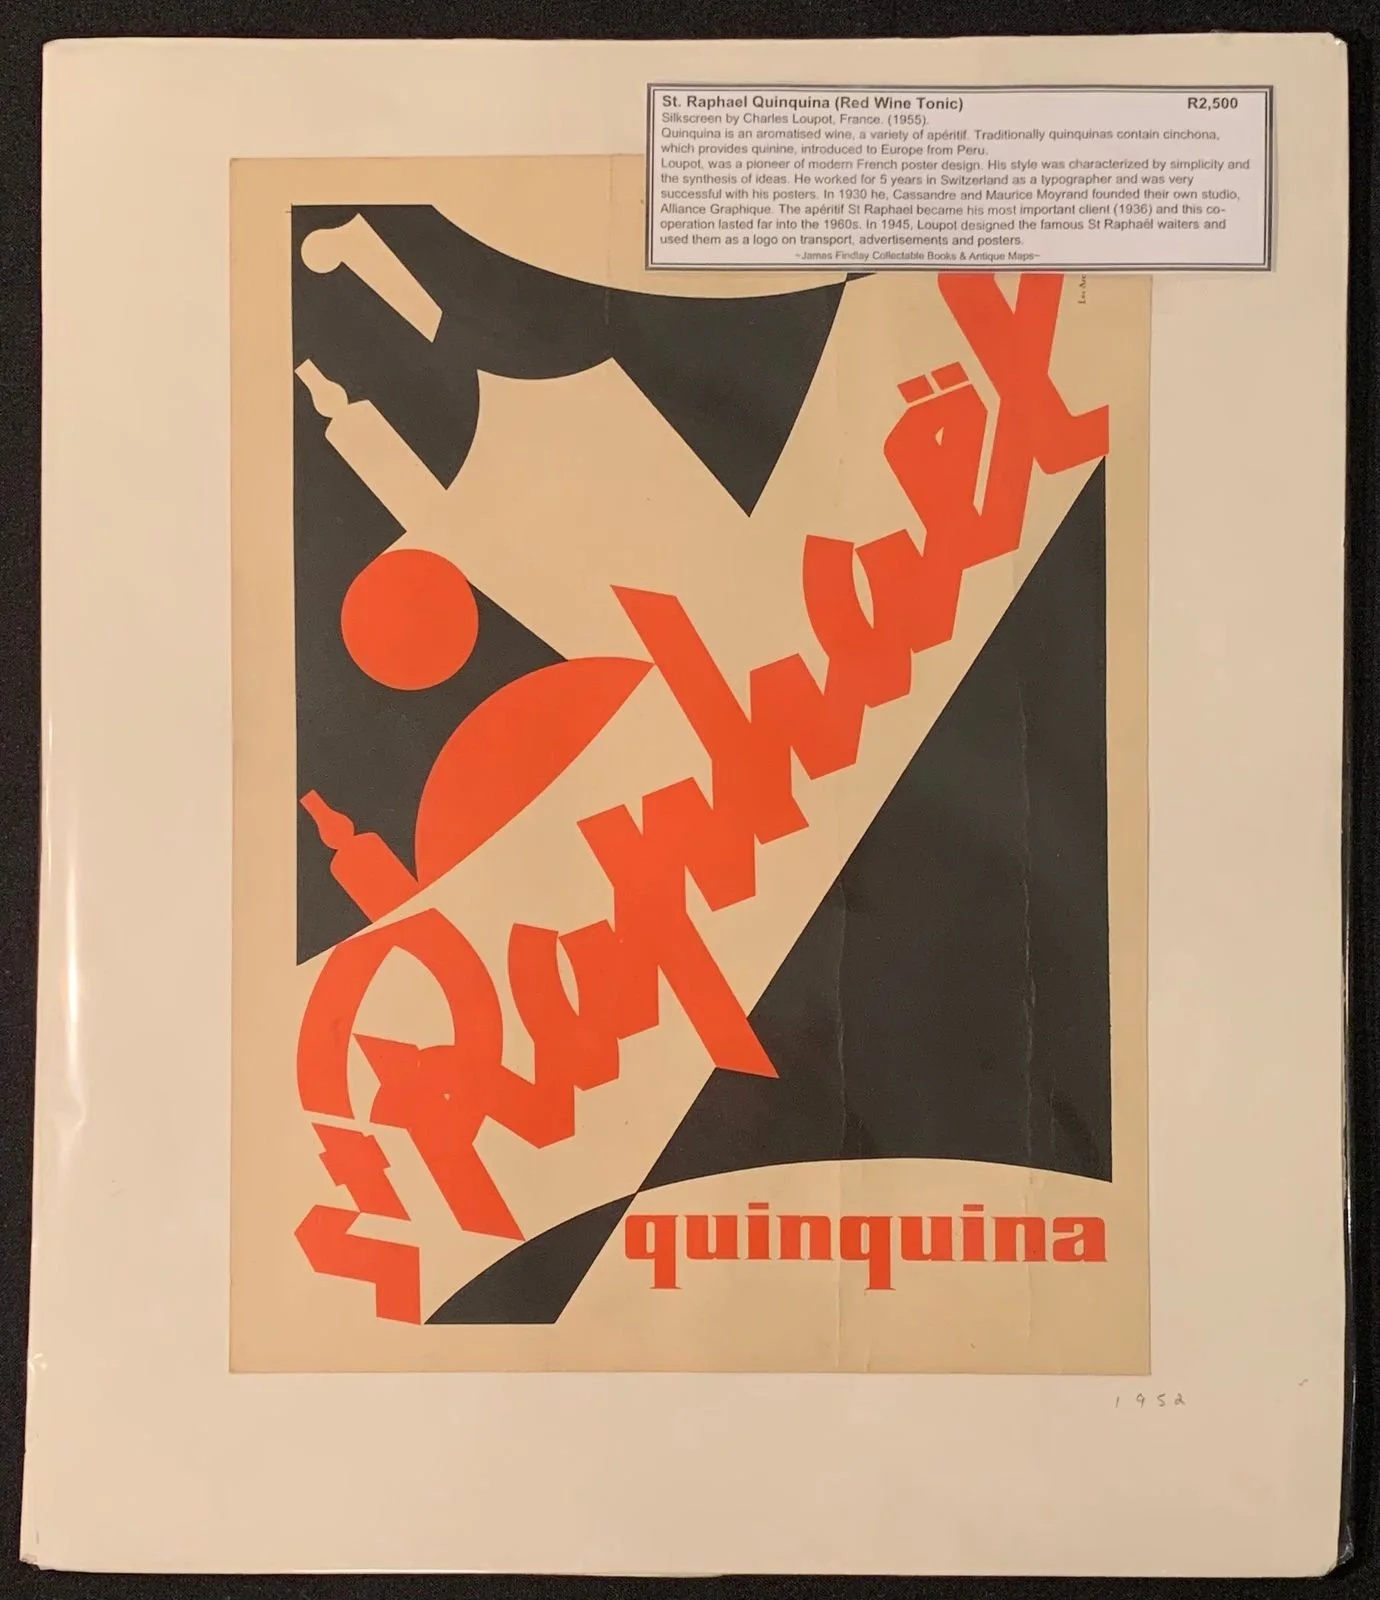 St. Raphael Quinquina (Red Wine Tonic) R2,500
Silkscreen by Charles Loupot, France. (1955).
Quinquina is an aromatised wine, a variety of apéritif. Traditionally quinquinas contain cinchona,
which provides quinine, introduced to Europe from Peru.
Loupot, was a pioneer of modern French poster design. His style was characterized by simplicity and
the synthesis of ideas. He worked for 5 years in Switzerland as a typographer and was very
successful with his posters. In 1930 he, Cassandre and Maurice Moyrand founded their own studio,
Alliance Graphique. The apéritif St Raphael became his most important client (1936) and this co-
operation lasted far into the 1960s. In 1945, Loupot designed the famous St Raphaël waiters and
used them as a logo on transport, advertisements and posters.
~James Findlay Collectable Books & Antique Maps~
St Raphaël
quinquina
1952